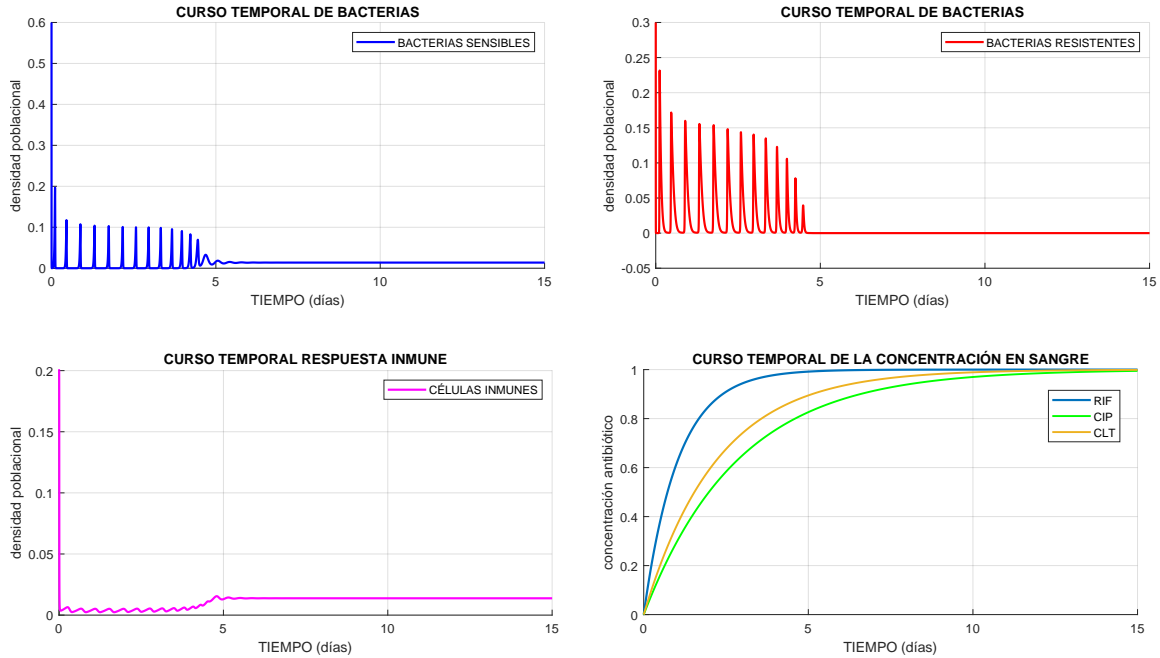 CURSO TEMPORAL DE BACTERIAS
0.6
0.5
0.4
0.3
0.2
0.1
0
densidad poblacional
BACTERIAS SENSIBLES
0
5
10
15
TIEMPO (días)
CURSO TEMPORAL DE BACTERIAS
0.3
0.25
0.2
0.15
0.1
0.05
0
-0.05
densidad poblacional
BACTERIAS RESISTENTES
0
5
10
15
TIEMPO (días)
CURSO TEMPORAL RESPUESTA INMUNE
0.2
0.15
0.1
0.05
0
densidad poblacional
CÉLULAS INMUNES
0
5
10
15
TIEMPO (días)
CURSO TEMPORAL DE LA CONCENTRACIÓN EN SANGRE
1
0.8
0.6
0.4
0.2
0
concentración antibiótico
RIF
CIP
CLT
0
5
10
15
TIEMPO (días)